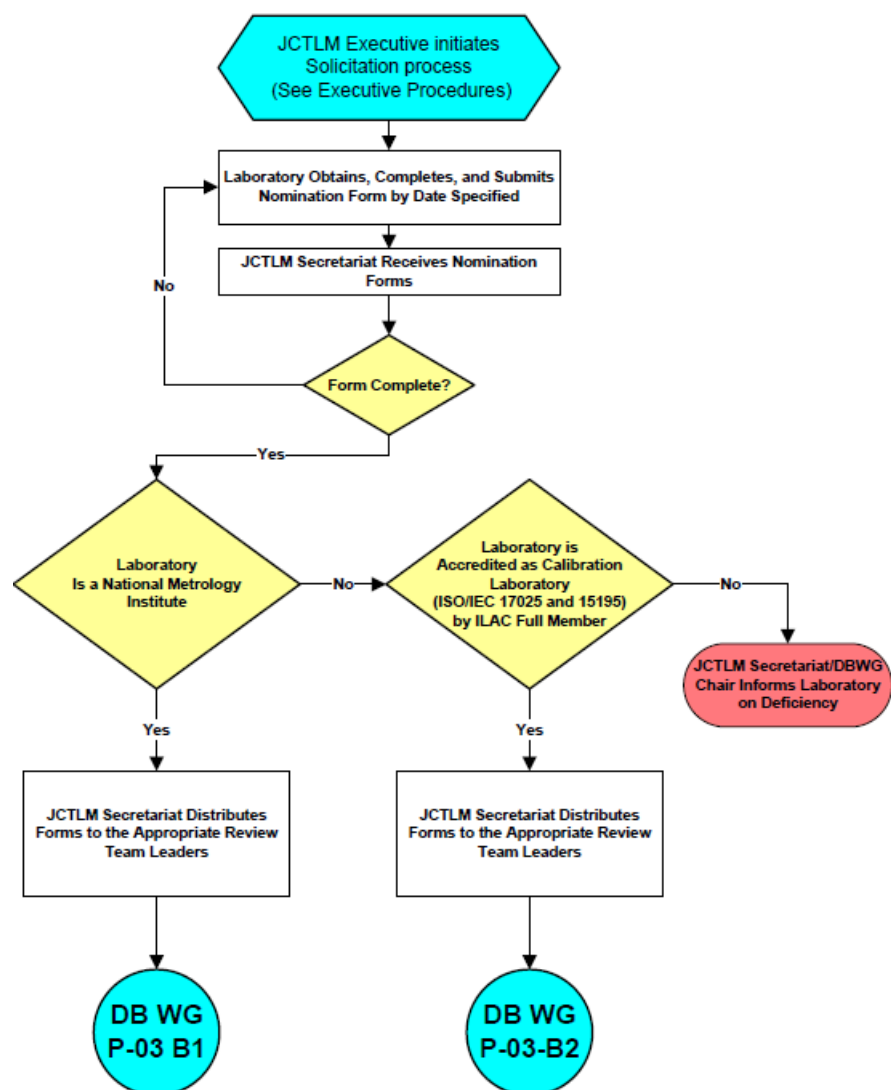 JCTLM Executive initiates
Solicitation process
(See Executive Procedures)
Laboratory Obtains, Completes, and Submits
Nomination Form by Date Specified
JCTLM Secretariat Receives Nomination
Forms
No
Form Complete?
Yes
Laboratory
Is a National Metrology
Institute
No
Laboratory is
Accredited as Calibration
Laboratory
(ISO/IEC 17025 and 15195)
by ILAC Full Member
No
JCTLM Secretariat/DBWG
Chair Informs Laboratory
on Deficiency
Yes
Yes
JCTLM Secretariat Distributes
Forms to the Appropriate Review
Team Leaders
JCTLM Secretariat Distributes
Forms to the Appropriate Review
Team Leaders
DB WG
P-03 B1
DB WG
P-03-B2